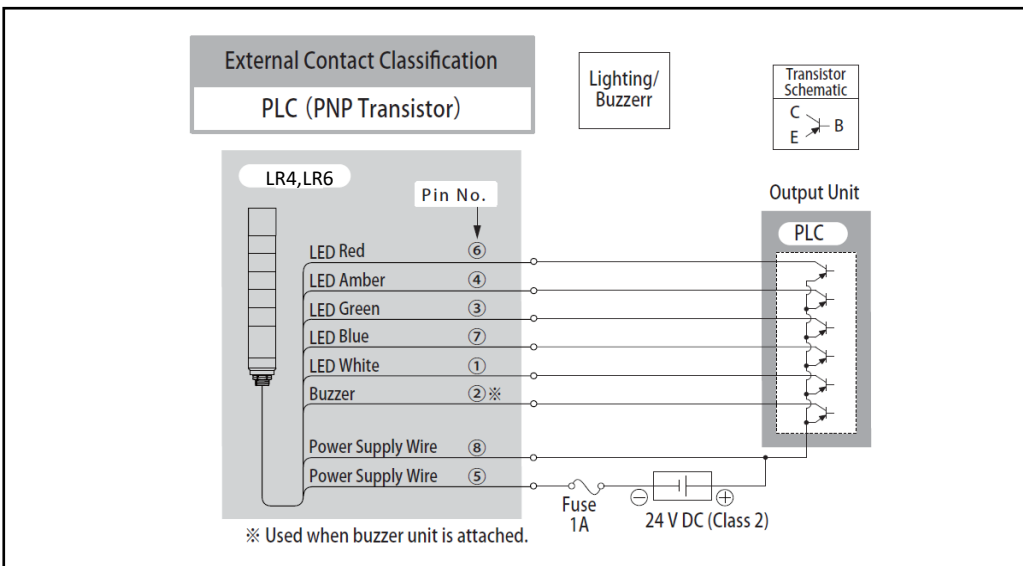 External Contact Classification
PLC (PNP Transistor)
Lighting/
Buzzerr
Transistor
Schematic
C
B
E
LR4,LR6
Pin No.
Output Unit
PLC
LED Red ⑥
LED Amber ④
LED Green ③
LED Blue ⑦
LED White ①
Buzzer ②※
Power Supply Wire ⑧
Power Supply Wire ⑤
Fuse
1A
⊖ ⊕
24 V DC (Class 2)
※ Used when buzzer unit is attached.